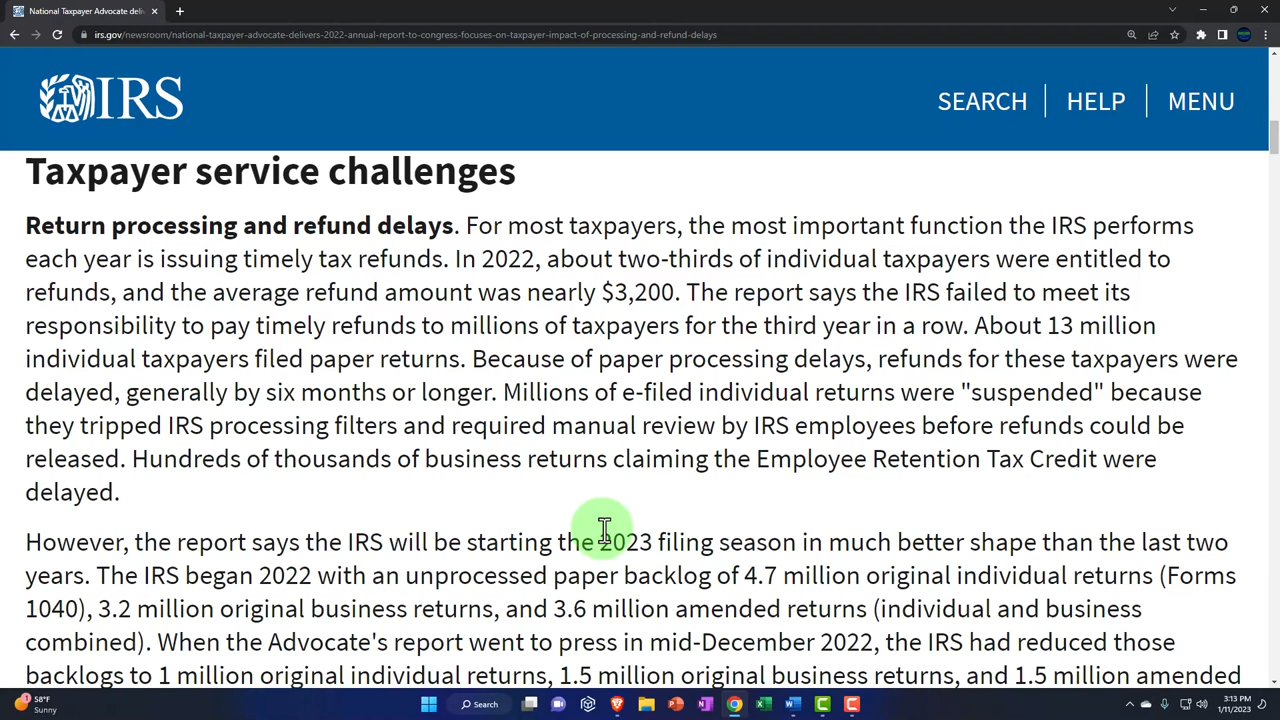 National Taxpayer Advocate deli
irs.gov/newsroom/national-taxpayer-advocate-delivers-2022-annual-report-to-congress-focuses-on-taxpayer-impact-of-processing-and-refund-delays
IRS
SEARCH HELP MENU
Taxpayer service challenges
Return processing and refund delays. For most taxpayers, the most important function the IRS performs
each year is issuing timely tax refunds. In 2022, about two-thirds of individual taxpayers were entitled to
refunds, and the average refund amount was nearly $3,200. The report says the IRS failed to meet its
responsibility to pay timely refunds to millions of taxpayers for the third year in a row. About 13 million
individual taxpayers filed paper returns. Because of paper processing delays, refunds for these taxpayers were
delayed, generally by six months or longer. Millions of e-filed individual returns were "suspended" because
they tripped IRS processing filters and required manual review by IRS employees before refunds could be
released. Hundreds of thousands of business returns claiming the Employee Retention Tax Credit were
delayed.
However, the report says the IRS will be starting the 2023 filing season in much better shape than the last two
years. The IRS began 2022 with an unprocessed paper backlog of 4.7 million original individual returns (Forms
1040), 3.2 million original business returns, and 3.6 million amended returns (individual and business
combined). When the Advocate's report went to press in mid-December 2022, the IRS had reduced those
backlogs to 1 million original individual returns, 1.5 million original business returns, and 1.5 million amended
1
58°F
Sunny
Search
3:13 PM
1/11/2023